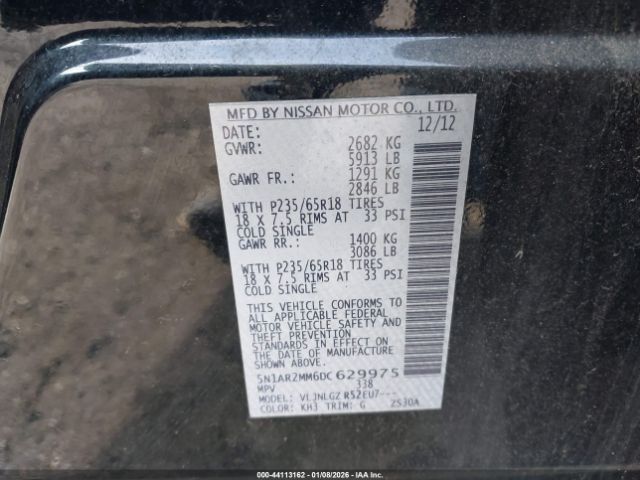 MFD BY NISSAN MOTOR CO., LTD.
DATE: 12/12
GVWR: 2682 KG
5913 LB
GAWR FR.: 1291 KG
2846 LB
WITH P235/65R18 TIRES
18 X 7.5 RIMS AT 33 PSI
COLD SINGLE
GAWR RR.: 1400 KG
3086 LB
WITH P235/65R18 TIRES
18 X 7.5 RIMS AT 33 PSI
COLD SINGLE
THIS VEHICLE CONFORMS TO
ALL APPLICABLE FEDERAL
MOTOR VEHICLE SAFETY AND
THEFT PREVENTION
STANDARDS IN EFFECT ON
THE DATE OF MANUFACTURE
SHOWN ABOVE.
5N1AR2MM6DC629975
MPV 338
MODEL: VLJNLGZ R52EU7---
COLOR: KH3 TRIM: G 2S30A
000-44113162 - 01/08/2026 - IAAI.com